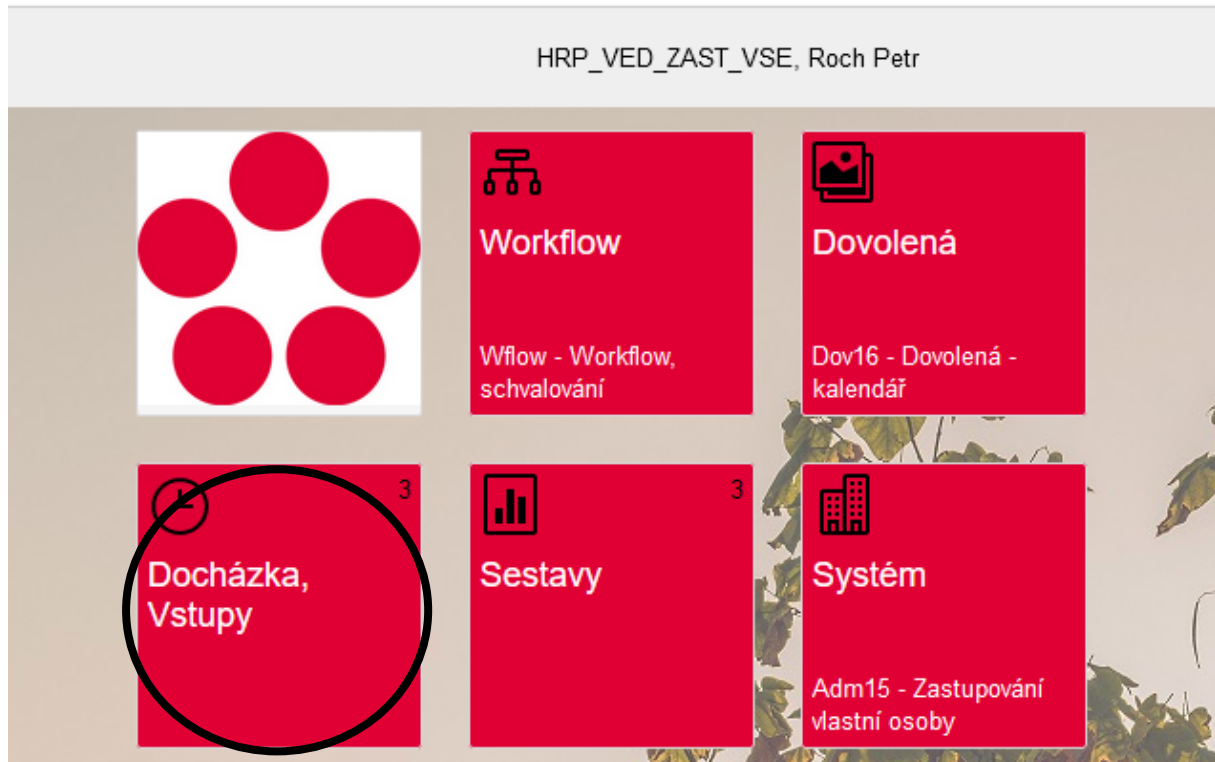 HRP_VED_ZAST_VSE, Roch Petr
Workflow
Wflow - Workflow,
schvalování
Dovolená
Dov16 - Dovolená -
kalendář
3
Docházka,
Vstupy
3
Sestavy
Systém
Adm15 - Zastupování
vlastní osoby